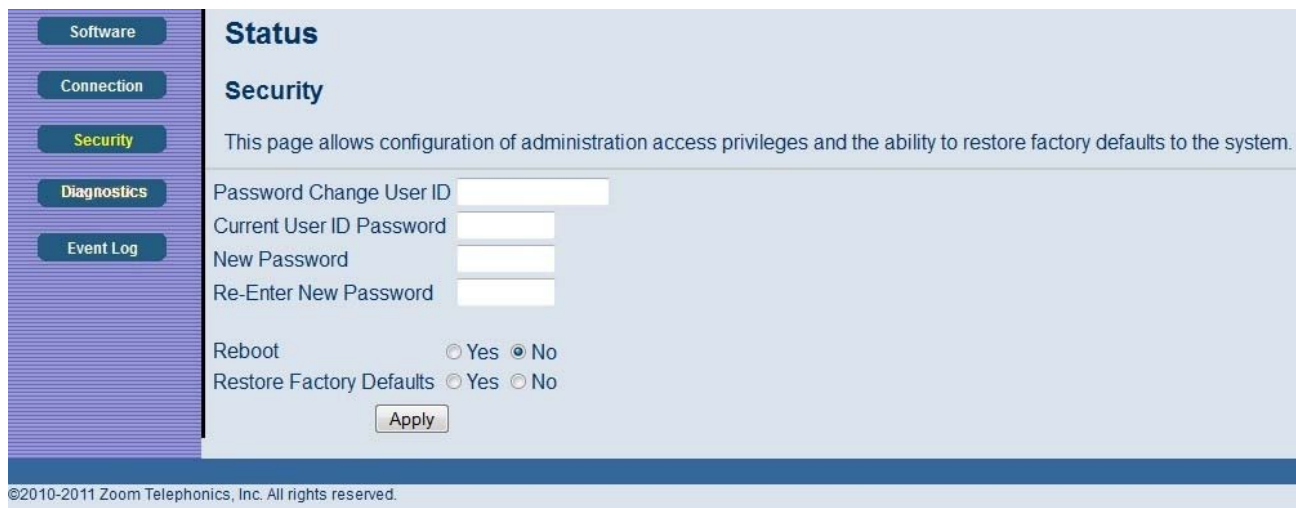 Software
Connection
Security
Diagnostics
Event Log
Status
Security
This page allows configuration of administration access privileges and the ability to restore factory defaults to the system.
Password Change User ID
Current User ID Password
New Password
Re-Enter New Password
Reboot Yes No
Restore Factory Defaults Yes No
Apply
©2010-2011 Zoom Telephonics, Inc. All rights reserved.